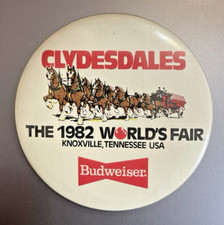 CLYDESDALES
THE 1982 WORLD'S FAIR
KNOXVILLE, TENNESSEE USA
Budweiser.